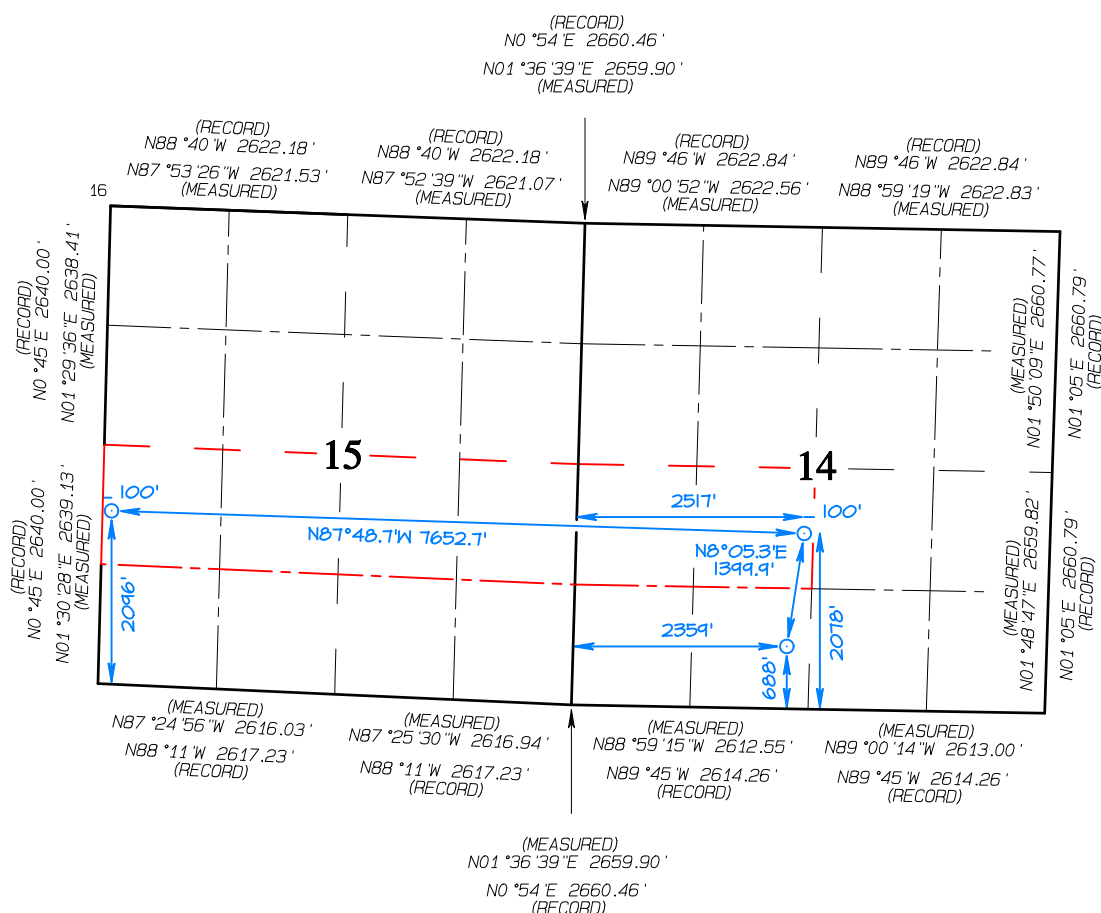 (RECORD)
N0°54'E 2660.46'
N01°36'39"E 2659.90'
(MEASURED)
(RECORD)
N88°40'W 2622.18'
N87°53'26"W 2621.53'
(MEASURED)
(RECORD)
N88°40'W 2622.18'
N87°52'39"W 2621.07'
(MEASURED)
(RECORD)
N89°46'W 2622.84'
N89°00'52"W 2622.56'
(MEASURED)
(RECORD)
N89°46'W 2622.84'
N88°59'19"W 2622.83'
(MEASURED)
16
(RECORD)
N0°45'E 2640.00'
N01°29'36"E 2638.41'
(MEASURED)
(MEASURED)
N01°50'09"E 2660.77'
N01°05'E 2660.79'
(RECORD)
15
14
100'
2517'
100'
N87°48.7'W 7652.7'
N8°05.3'E
1399.9'
(RECORD)
N0°45'E 2640.00'
N01°30'28"E 2639.13'
(MEASURED)
2096'
2359'
688'
2078'
(MEASURED)
N01°48'47"E 2659.82'
N01°05'E 2660.79'
(RECORD)
(MEASURED)
N87°24'56"W 2616.03'
N88°11'W 2617.23'
(RECORD)
(MEASURED)
N87°25'30"W 2616.94'
N88°11'W 2617.23'
(RECORD)
(MEASURED)
N88°59'15"W 2612.55'
N89°45'W 2614.26'
(RECORD)
(MEASURED)
N89°00'14"W 2613.00'
N89°45'W 2614.26'
(RECORD)
(MEASURED)
N01°36'39"E 2659.90'
N0°54'E 2660.46'
(RECORD)